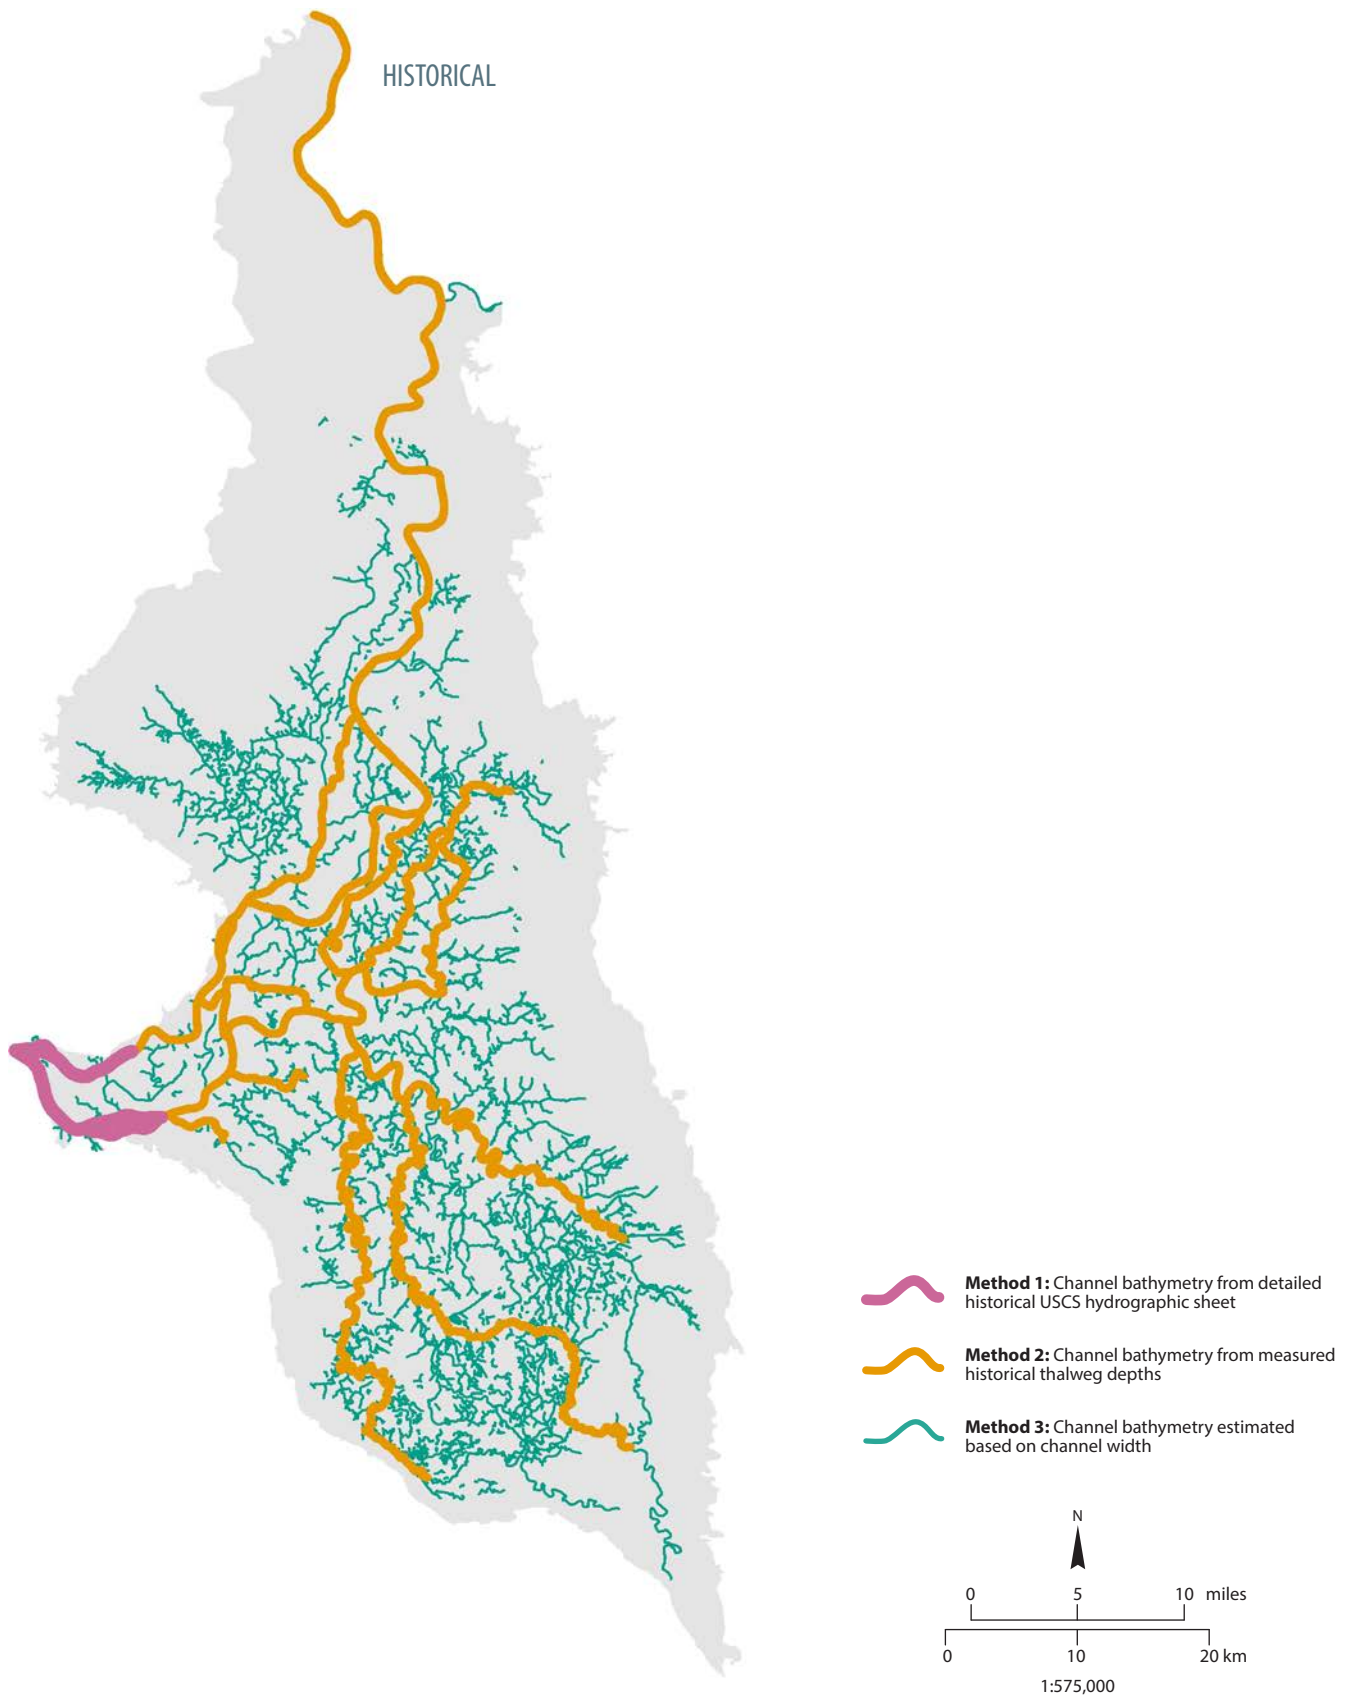 HISTORICAL
Method 1: Channel bathymetry from detailed
historical USCS hydrographic sheet
Method 2: Channel bathymetry from measured
historical thalweg depths
Method 3: Channel bathymetry estimated
based on channel width
N
0 5 10 miles
0 10 20 km
1:575,000